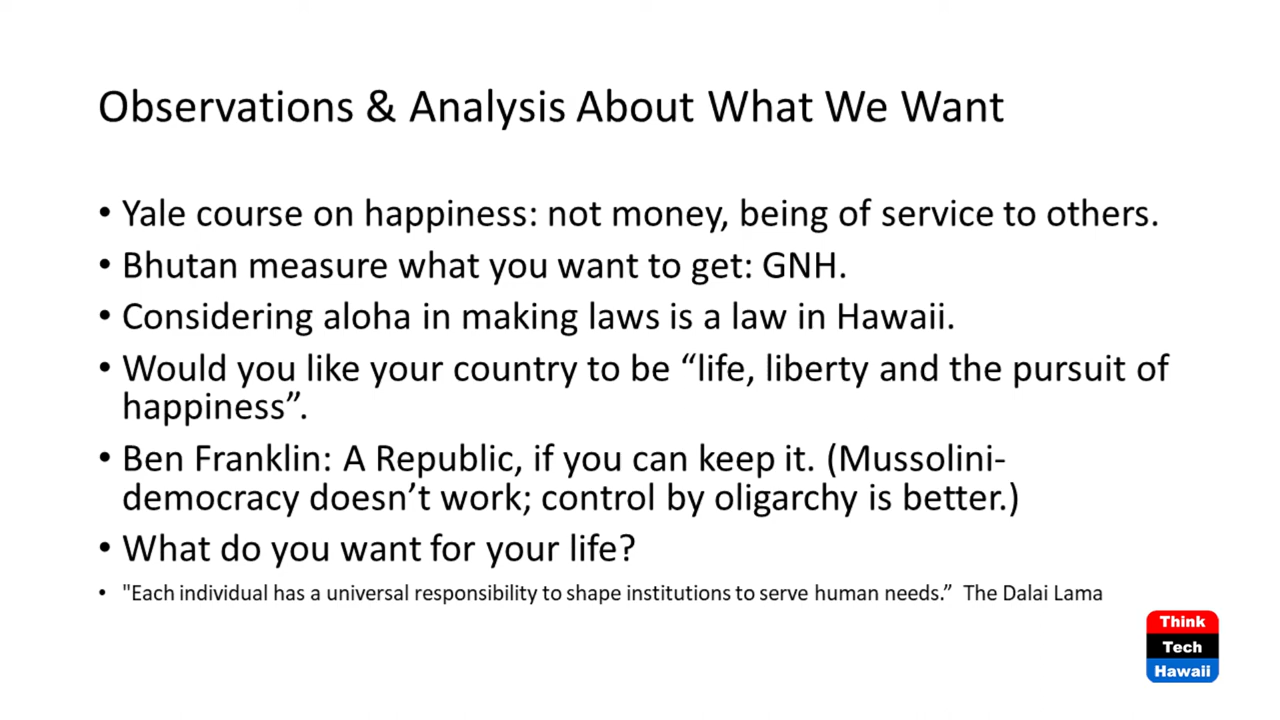 Observations & Analysis About What We Want
• Yale course on happiness: not money, being of service to others.
• Bhutan measure what you want to get: GNH.
• Considering aloha in making laws is a law in Hawaii.
• Would you like your country to be “life, liberty and the pursuit of
happiness”.
• Ben Franklin: A Republic, if you can keep it. (Mussolini-
democracy doesn’t work; control by oligarchy is better.)
• What do you want for your life?
• "Each individual has a universal responsibility to shape institutions to serve human needs.”  The Dalai Lama
Think
Tech
Hawaii